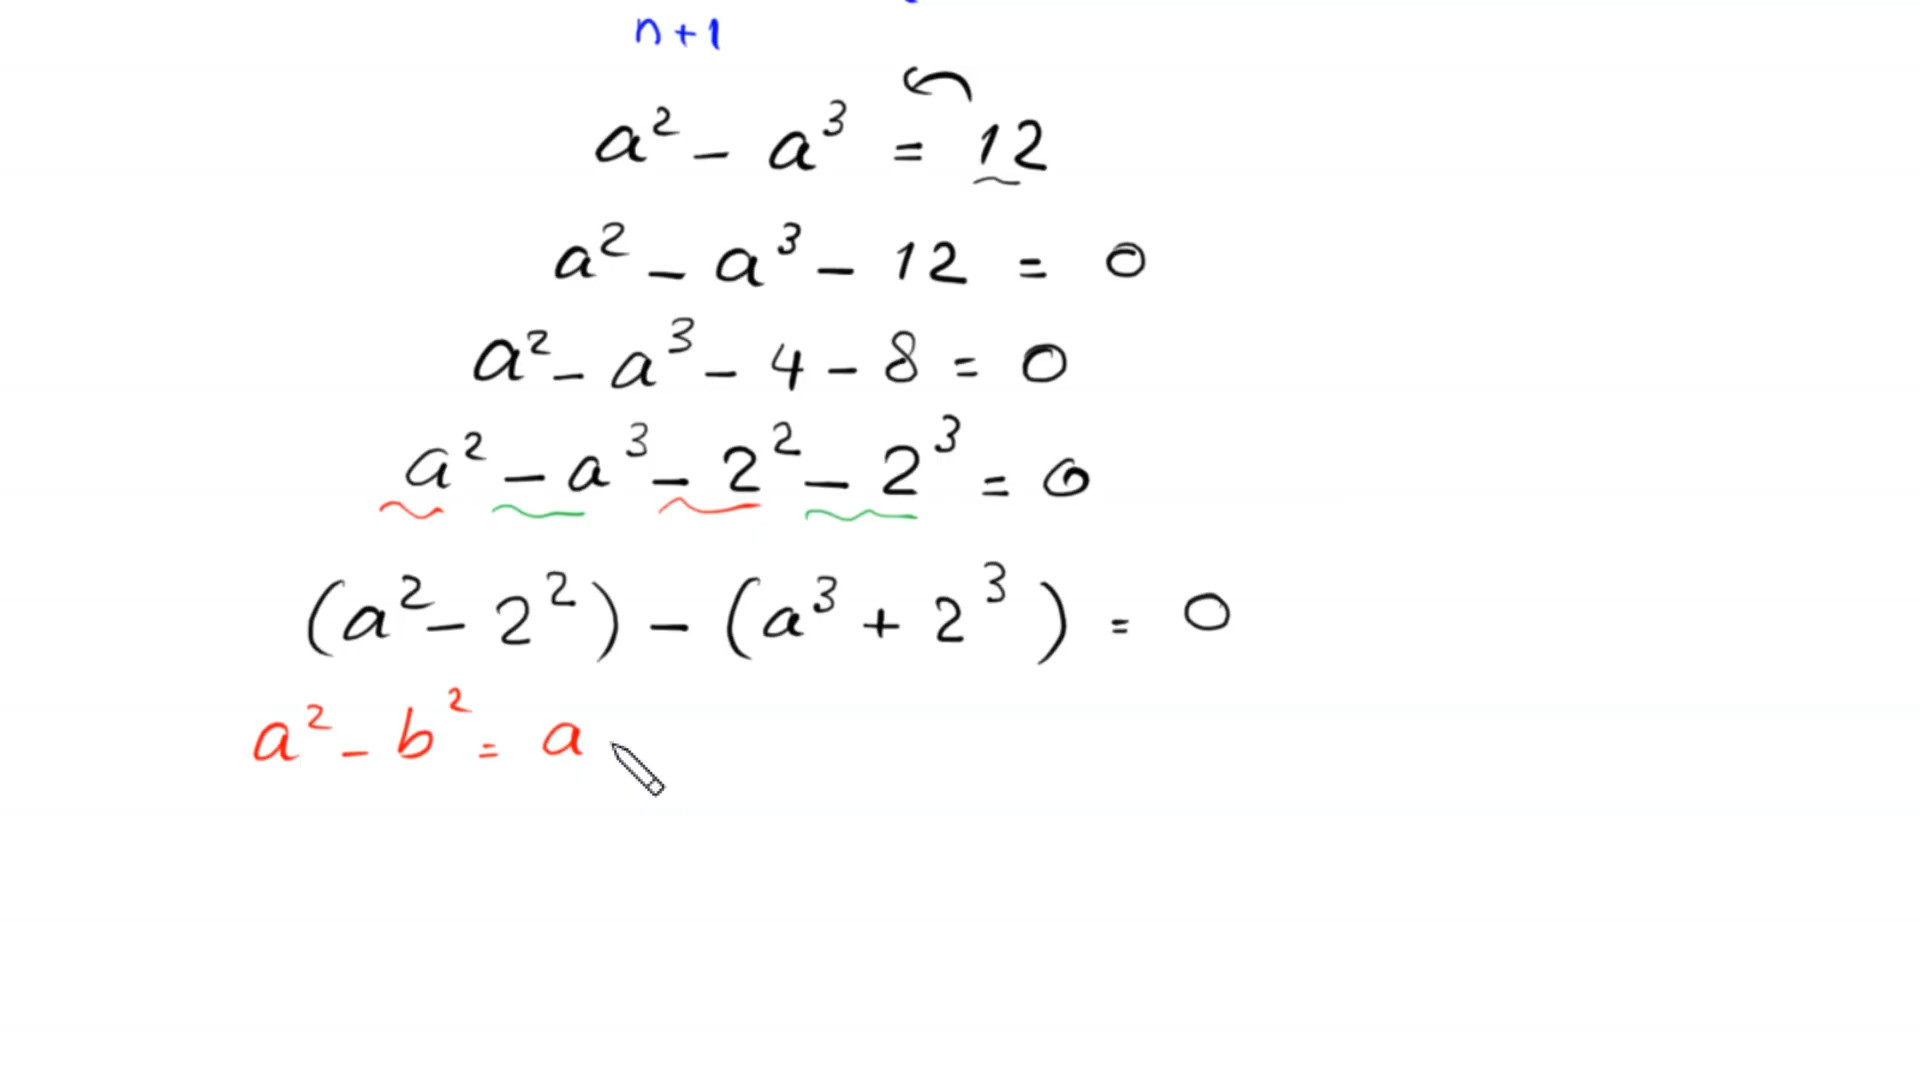 n + 1
a² - a³ = 12
a² - a³ - 12 = 0
a² - a³ - 4 - 8 = 0
a² - a³ - 2² - 2³ = 0
(a² - 2²) - (a³ + 2³) = 0
a² - b² = a